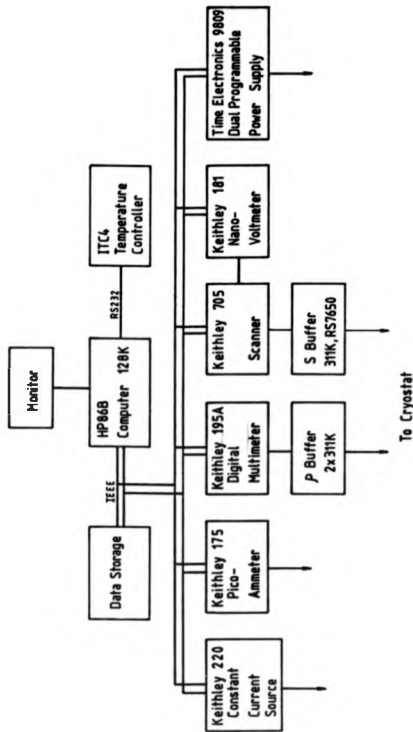 Monitor
HP86B
Computer 128K
ITC4
Temperature
Controller
RS232
IEEE
Data Storage
Keithley 220
Constant
Current
Source
Keithley 175
Pico-
Ammeter
Keithley 195A
Digital
Multimeter
Keithley 705
Scanner
Keithley 181
Nano-
Voltmeter
Time Electronics 9809
Dual Programmable
Power Supply
ρ Buffer
2x311K
S Buffer
311K, RS7650
To Cryostat